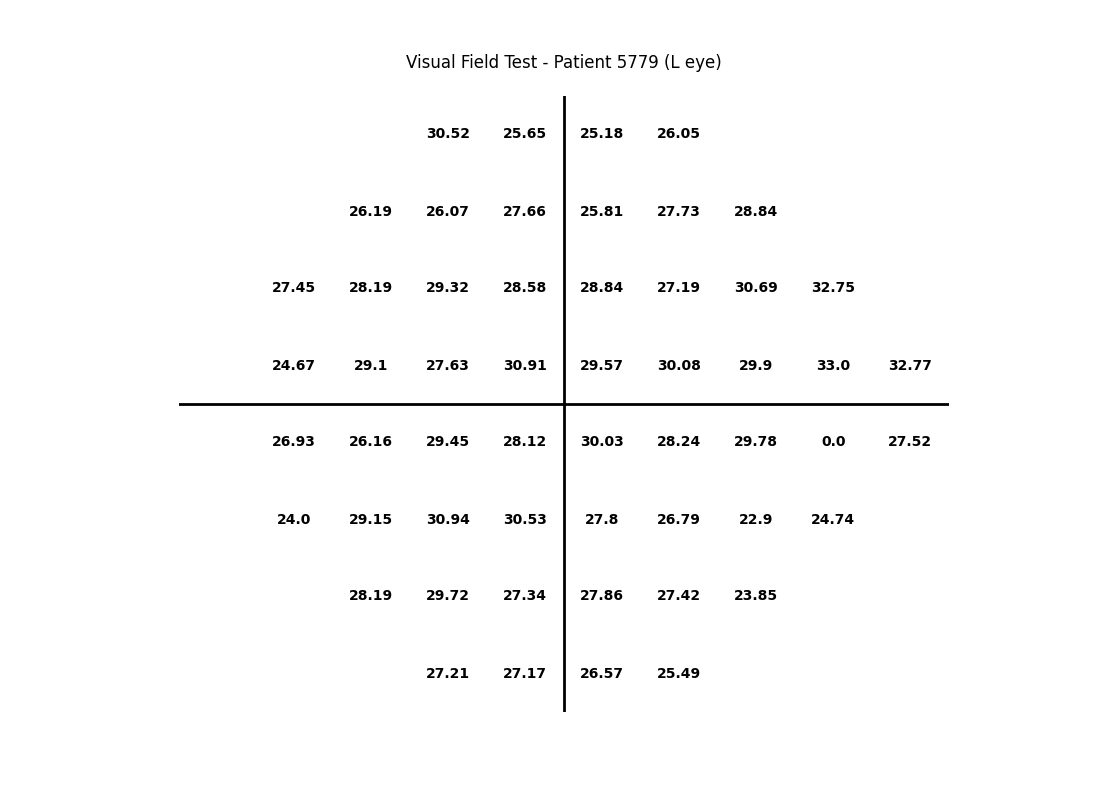 Visual Field Test - Patient 5779 (L eye)
30.52 25.65 25.18 26.05
26.19 26.07 27.66 25.81 27.73 28.84
27.45 28.19 29.32 28.58 28.84 27.19 30.69 32.75
24.67 29.1 27.63 30.91 29.57 30.08 29.9 33.0 32.77
26.93 26.16 29.45 28.12 30.03 28.24 29.78 0.0 27.52
24.0 29.15 30.94 30.53 27.8 26.79 22.9 24.74
28.19 29.72 27.34 27.86 27.42 23.85
27.21 27.17 26.57 25.49